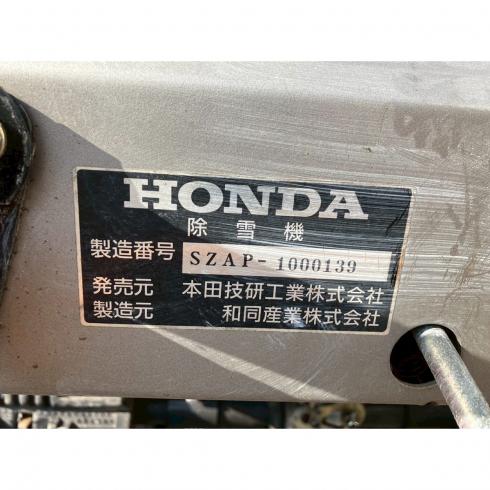 HONDA
除雪機
製造番号 SZAP-1000139
発売元 本田技研工業株式会社
製造元 和同産業株式会社